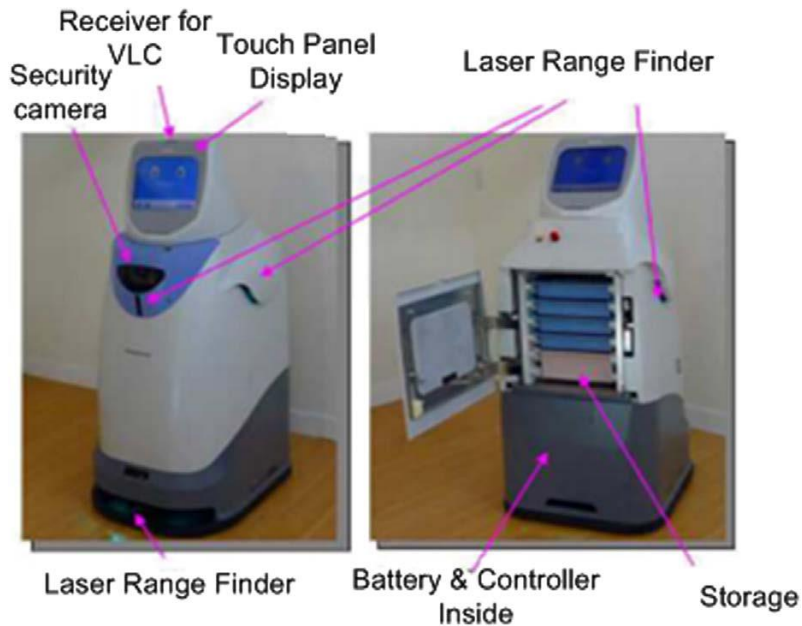 Receiver for
VLC
Touch Panel
Display
Security
camera
Laser Range Finder
Laser Range Finder
Battery & Controller
Inside
Storage